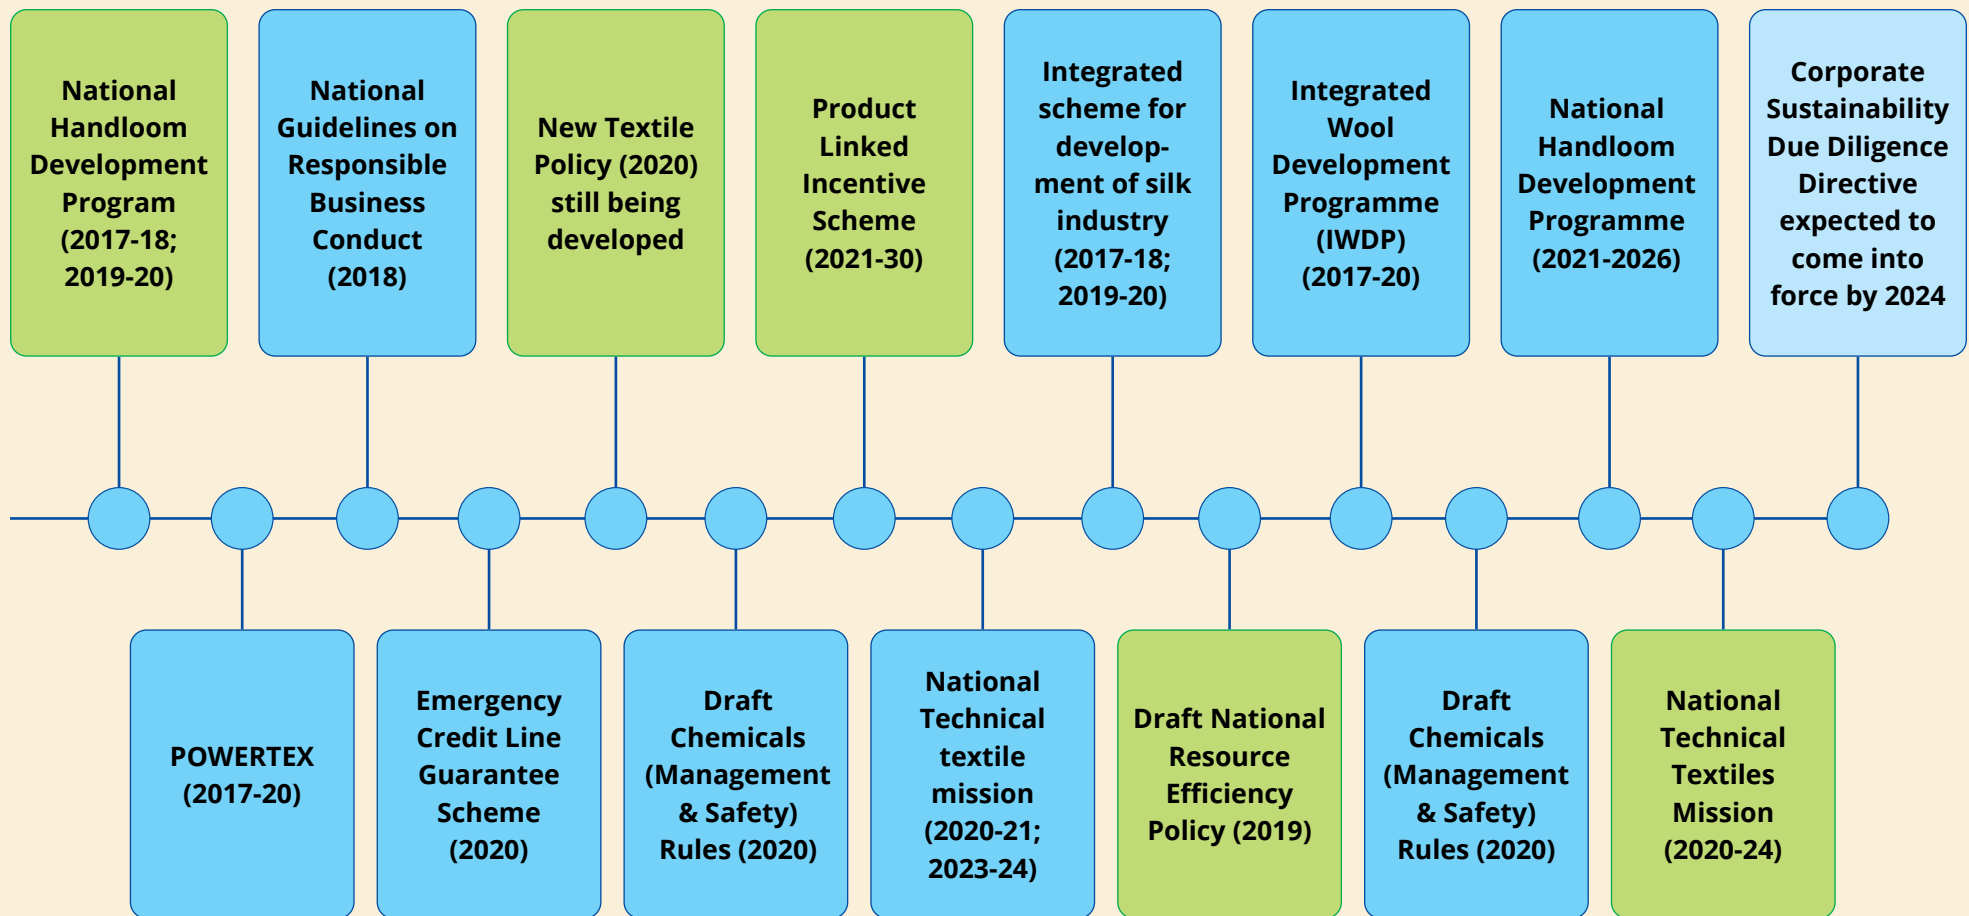 National
Handloom
Development
Program
(2017-18;
2019-20)
National
Guidelines on
Responsible
Business
Conduct
(2018)
New Textile
Policy (2020)
still being
developed
Product
Linked
Incentive
Scheme
(2021-30)
Integrated
scheme for
develop-
ment of silk
industry
(2017-18;
2019-20)
Integrated
Wool
Development
Programme
(IWDP)
(2017-20)
National
Handloom
Development
Programme
(2021-2026)
Corporate
Sustainability
Due Diligence
Directive
expected to
come into
force by 2024
POWERTEX
(2017-20)
Emergency
Credit Line
Guarantee
Scheme
(2020)
Draft
Chemicals
(Management
& Safety)
Rules (2020)
National
Technical
textile
mission
(2020-21;
2023-24)
Draft National
Resource
Efficiency
Policy (2019)
Draft
Chemicals
(Management
& Safety)
Rules (2020)
National
Technical
Textiles
Mission
(2020-24)